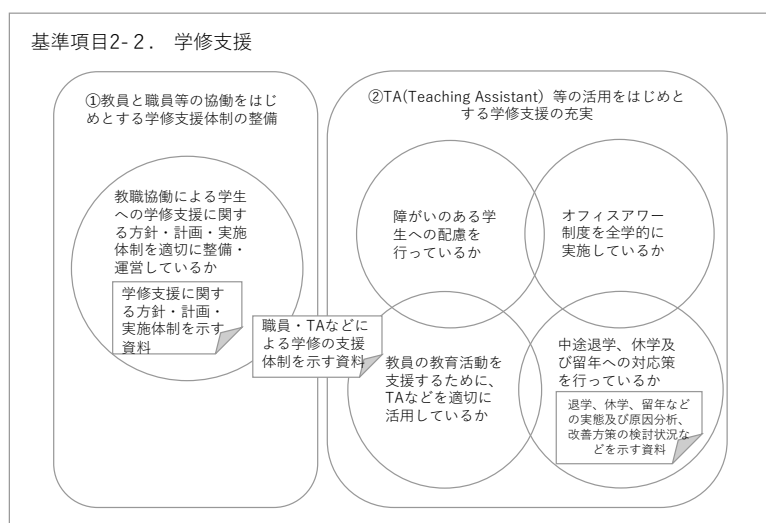 基準項目2-２． 学修支援
①教員と職員等の協働をはじ
めとする学修支援体制の整備
教職協働による学生
への学修支援に関す
る方針・計画・実施
体制を適切に整備・
運営しているか
学修支援に関す
る方針・計画・
実施体制を示す
資料
職員・TAなどに
よる学修の支援
体制を示す資料
②TA(Teaching Assistant）等の活用をはじめと
する学修支援の充実
障がいのある学
生への配慮を
行っているか
オフィスアワー
制度を全学的に
実施しているか
教員の教育活動を
支援するために、
TAなどを適切に
活用しているか
中途退学、休学及
び留年への対応策
を行っているか
退学、休学、留年など
の実態及び原因分析、
改善方策の検討状況な
どを示す資料